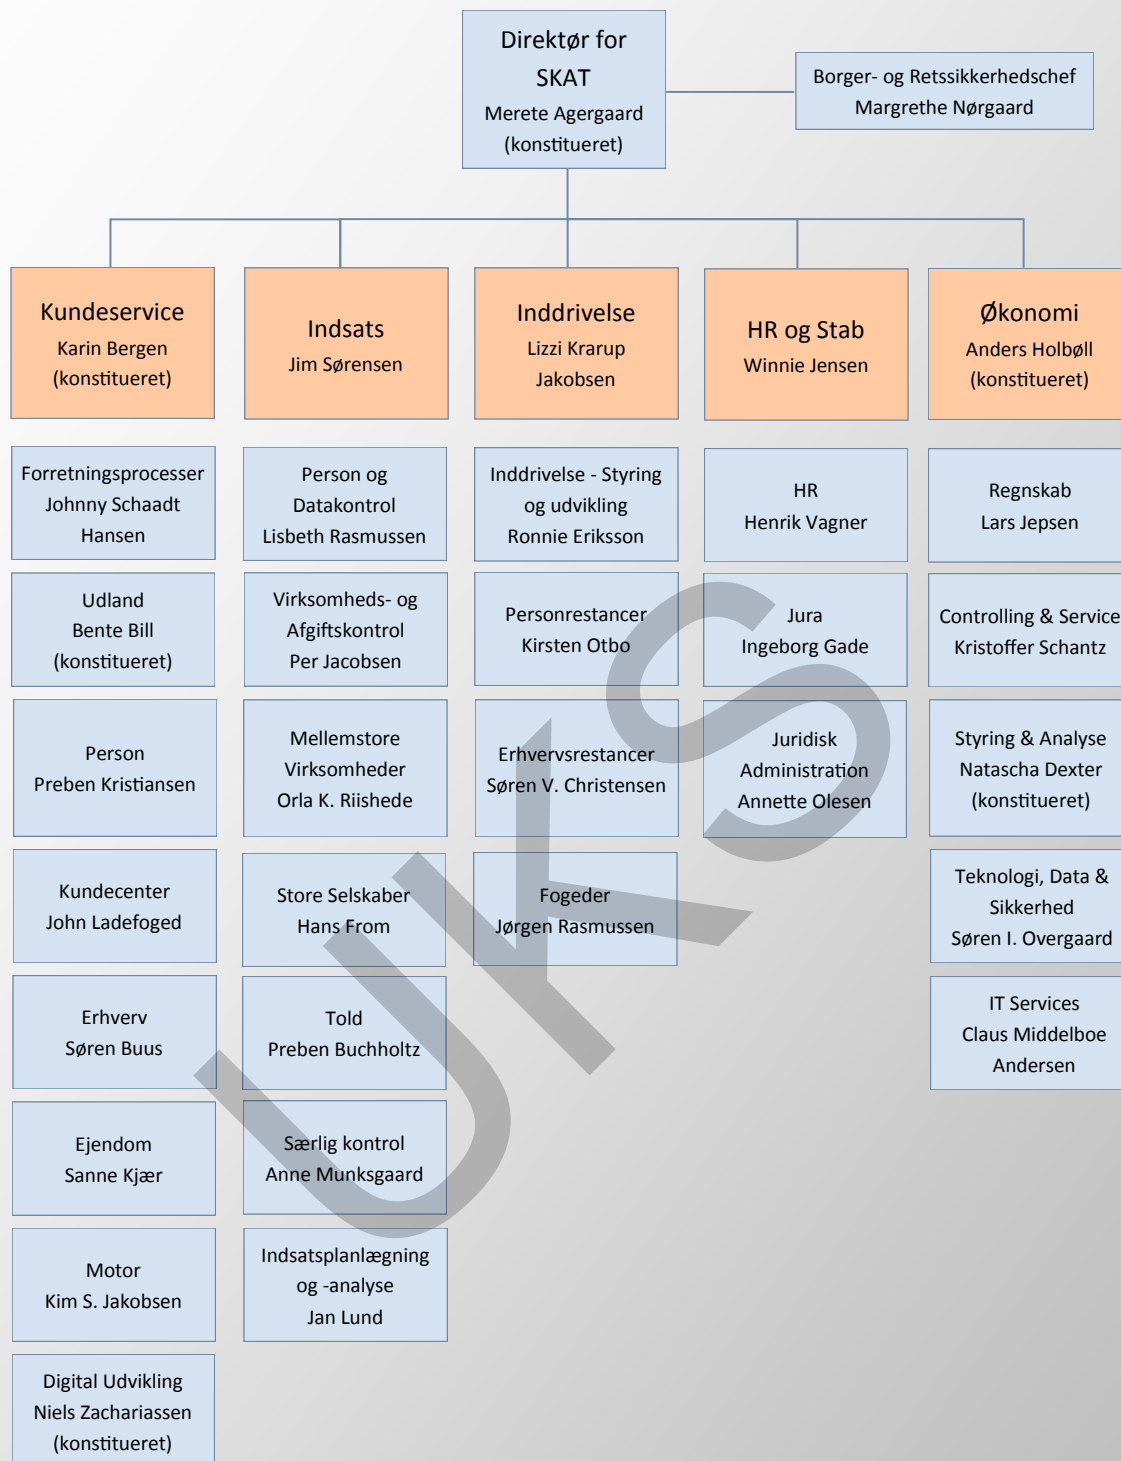 Direktør for
SKAT
Merete Agergaard
(konstitueret)
Borger- og Retssikkerhedschef
Margrethe Nørgaard
Kundeservice
Karin Bergen
(konstitueret)
Indsats
Jim Sørensen
Inddrivelse
Lizzi Krarup
Jakobsen
HR og Stab
Winnie Jensen
Økonomi
Anders Holbøll
(konstitueret)
Forretningsprocesser
Johnny Schaadt
Hansen
Udland
Bente Bill
(konstitueret)
Person
Preben Kristiansen
Kundecenter
John Ladefoged
Erhverv
Søren Buus
Ejendom
Sanne Kjær
Motor
Kim S. Jakobsen
Digital Udvikling
Niels Zachariassen
(konstitueret)
Person og
Datakontrol
Lisbeth Rasmussen
Virksomheds- og
Afgiftskontrol
Per Jacobsen
Mellemstore
Virksomheder
Orla K. Riishede
Store Selskaber
Hans From
Told
Preben Buchholtz
Særlig kontrol
Anne Munksgaard
Indsatsplanlægning
og -analyse
Jan Lund
Inddrivelse - Styring
og udvikling
Ronnie Eriksson
Personrestancer
Kirsten Otbo
Erhvervsrestancer
Søren V. Christensen
Fogeder
Jørgen Rasmussen
HR
Henrik Vagner
Jura
Ingeborg Gade
Juridisk
Administration
Annette Olesen
Regnskab
Lars Jepsen
Controlling & Service
Kristoffer Schantz
Styring & Analyse
Natascha Dexter
(konstitueret)
Teknologi, Data &
Sikkerhed
Søren I. Overgaard
IT Services
Claus Middelboe
Andersen
UKS